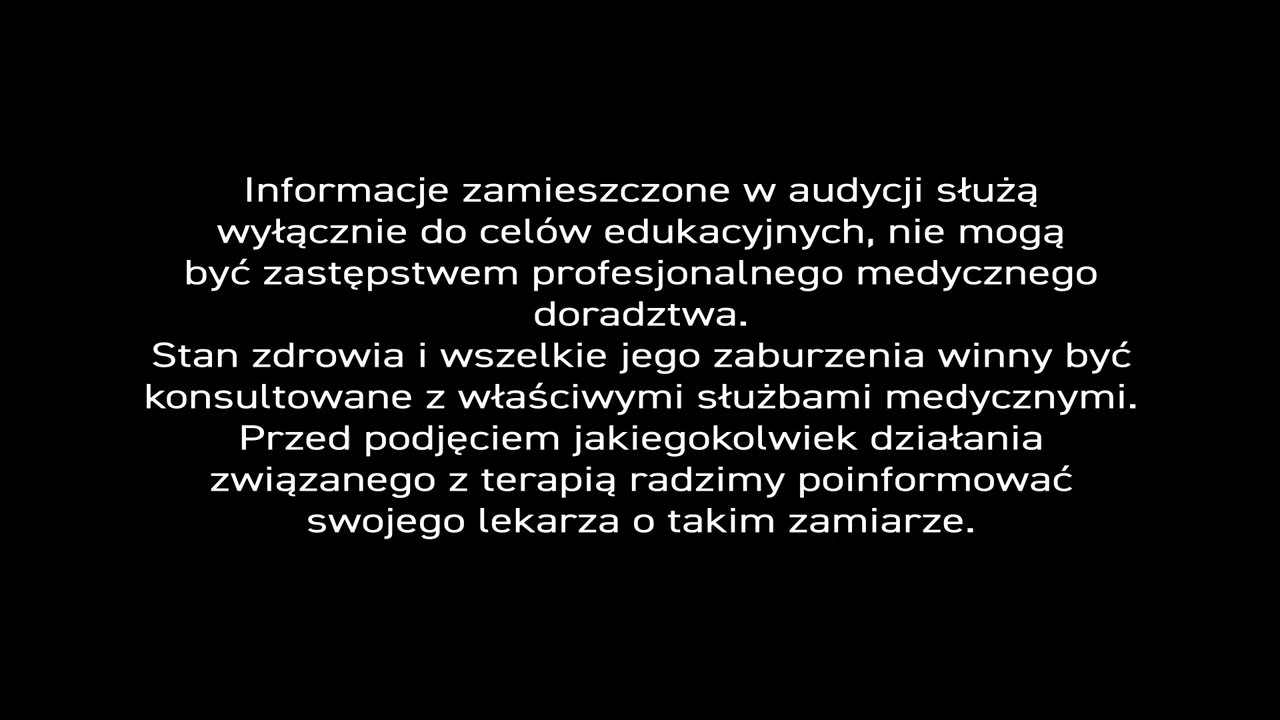 Informacje zamieszczone w audycji służą
wyłącznie do celów edukacyjnych, nie mogą
być zastępstwem profesjonalnego medycznego
doradztwa.
Stan zdrowia i wszelkie jego zaburzenia winny być
konsultowane z właściwymi służbami medycznymi.
Przed podjęciem jakiegokolwiek działania
związanego z terapią radzimy poinformować
swojego lekarza o takim zamiarze.